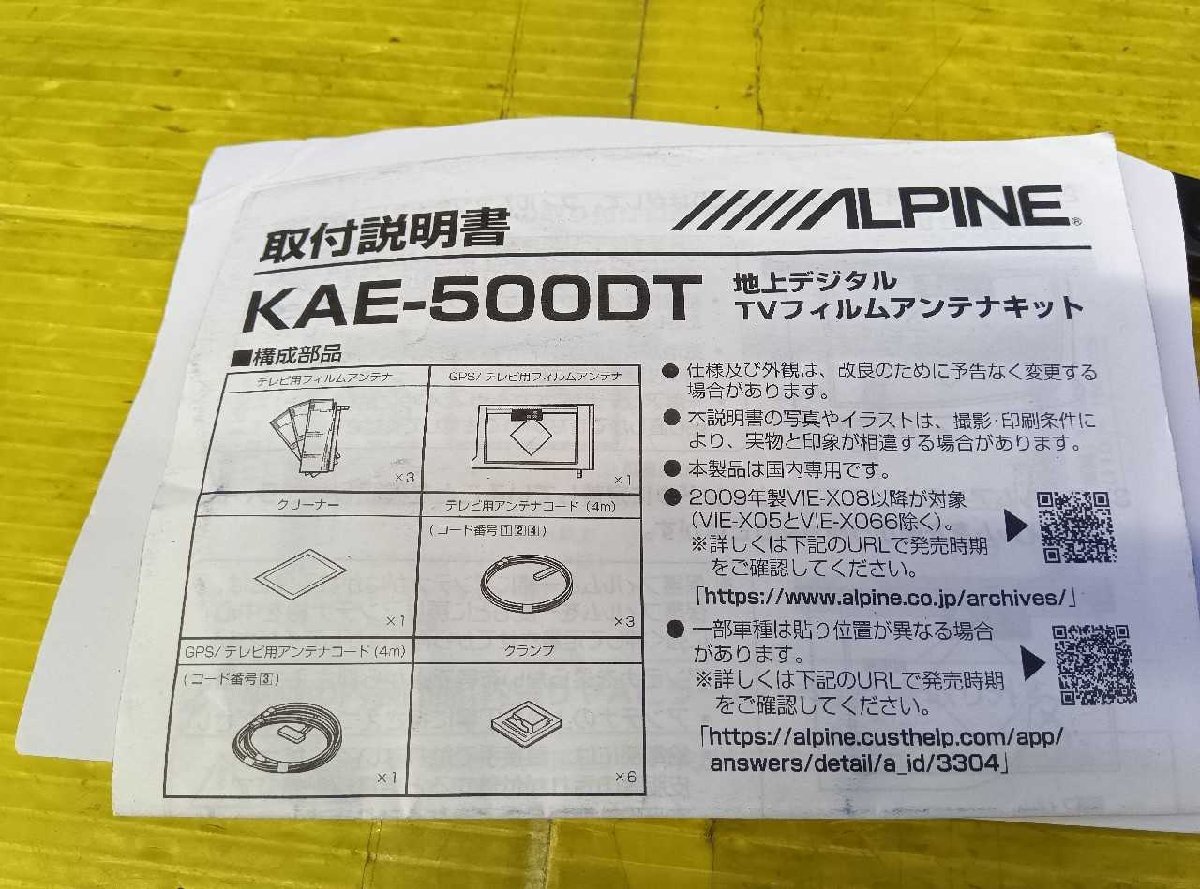 取付説明書
ALPINE®
KAE-500DT
地上デジタル
TVフィルムアンテナキット
■構成部品
テレビ用フィルムアンテナ
×3
GPS/テレビ用フィルムアンテナ
×1
クリーナー
×1
テレビ用アンテナコード(4m)
(コード番号1 2 4)
×3
GPS/テレビ用アンテナコード(4m)
(コード番号3)
×1
クランプ
×6
● 仕様及び外観は、改良のために予告なく変更する
場合があります。
● 本説明書の写真やイラストは、撮影・印刷条件に
より、実物と印象が相違する場合があります。
● 本製品は国内専用です。
● 2009年製VIE-X08以降が対象
(VIE-X05とVIE-X066除く)。
※詳しくは下記のURLで発売時期
をご確認してください。
「https://www.alpine.co.jp/archives/」
● 一部車種は貼り位置が異なる場合
があります。
※詳しくは下記のURLで発売時期
をご確認してください。
「https://alpine.custhelp.com/app/
answers/detail/a_id/3304」